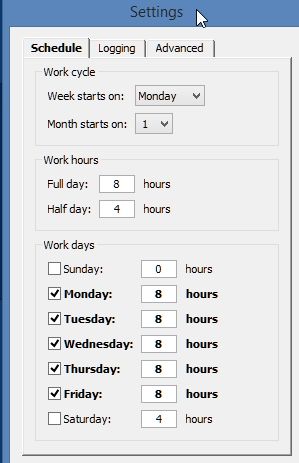 Settings
Schedule Logging Advanced
Work cycle
Week starts on: Monday
Month starts on: 1
Work hours
Full day: 8 hours
Half day: 4 hours
Work days
Sunday: 0 hours
Monday: 8 hours
Tuesday: 8 hours
Wednesday: 8 hours
Thursday: 8 hours
Friday: 8 hours
Saturday: 4 hours